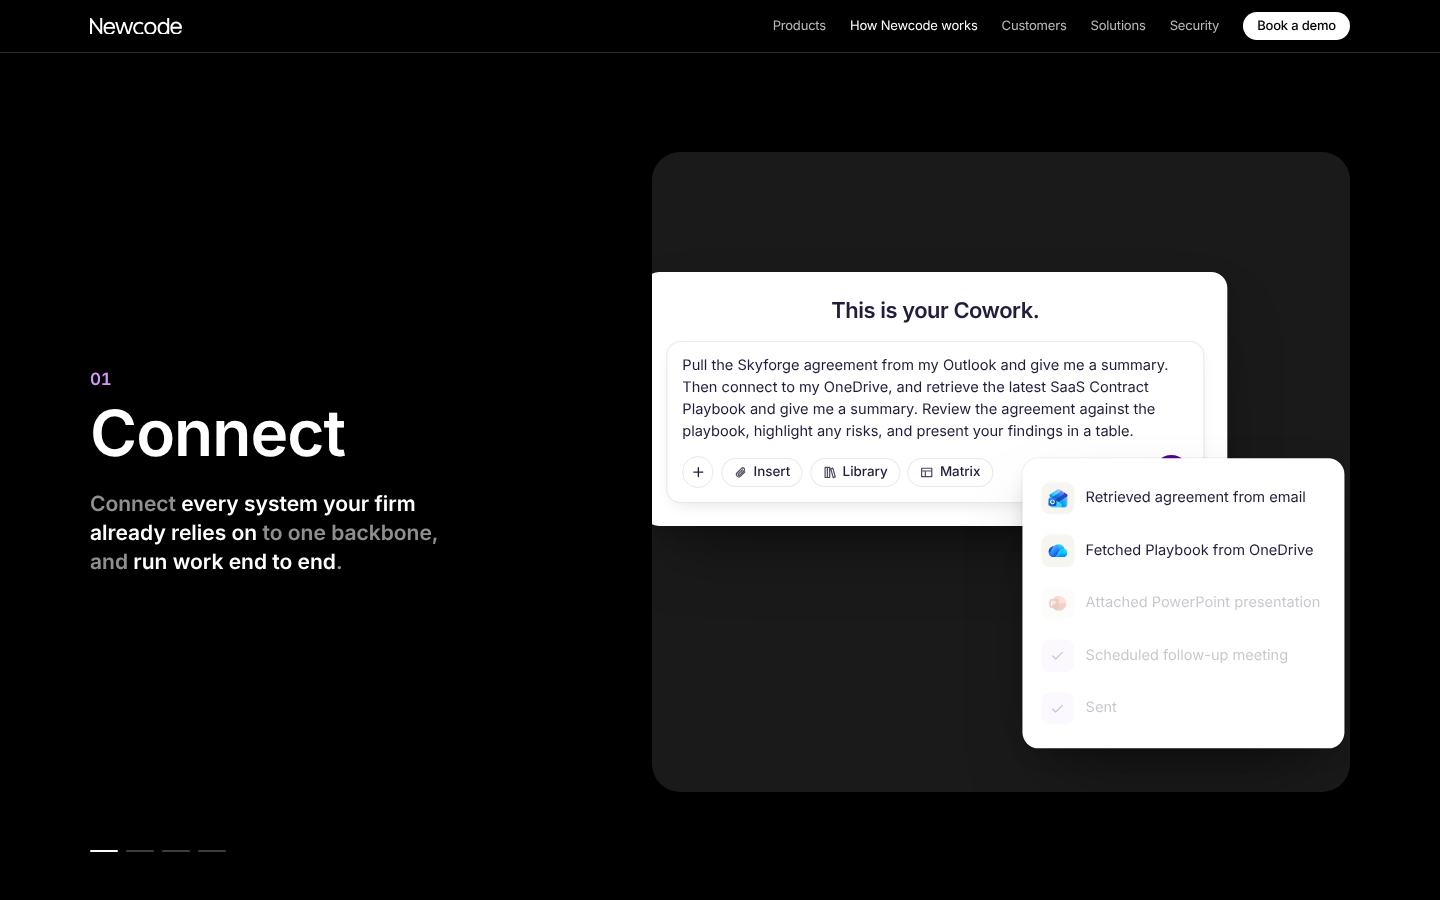 Newcode
Products
How Newcode works
Customers
Solutions
Security
Book a demo
01
Connect
Connect every system your firm
already relies on to one backbone,
and run work end to end.
This is your Cowork.
Pull the Skyforge agreement from my Outlook and give me a summary.
Then connect to my OneDrive, and retrieve the latest SaaS Contract
Playbook and give me a summary. Review the agreement against the
playbook, highlight any risks, and present your findings in a table.
Insert
Library
Matrix
Retrieved agreement from email
Fetched Playbook from OneDrive
Attached PowerPoint presentation
Scheduled follow-up meeting
Sent